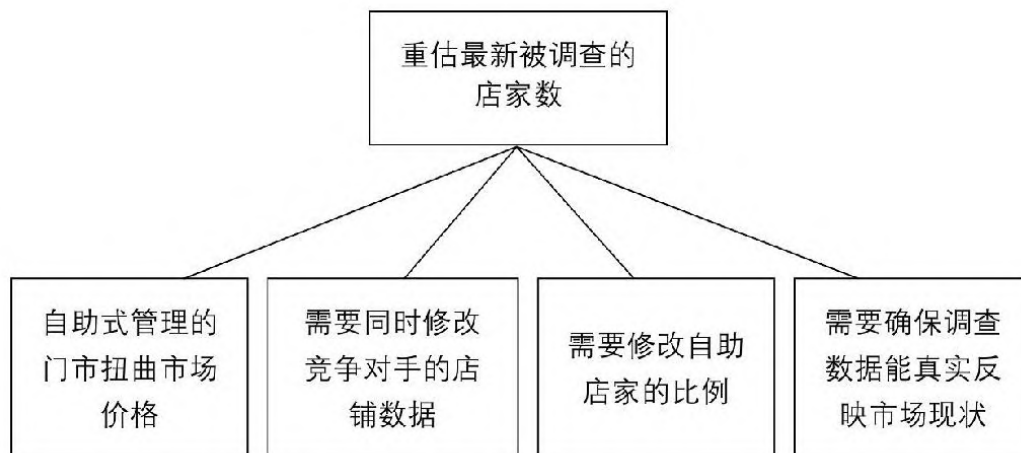 重估最新被调查的
店家数
自助式管理的
门市扭曲市场
价格
需要同时修改
竞争对手的店
铺数据
需要修改自助
店家的比例
需要确保调查
数据能真实反
映市场现状